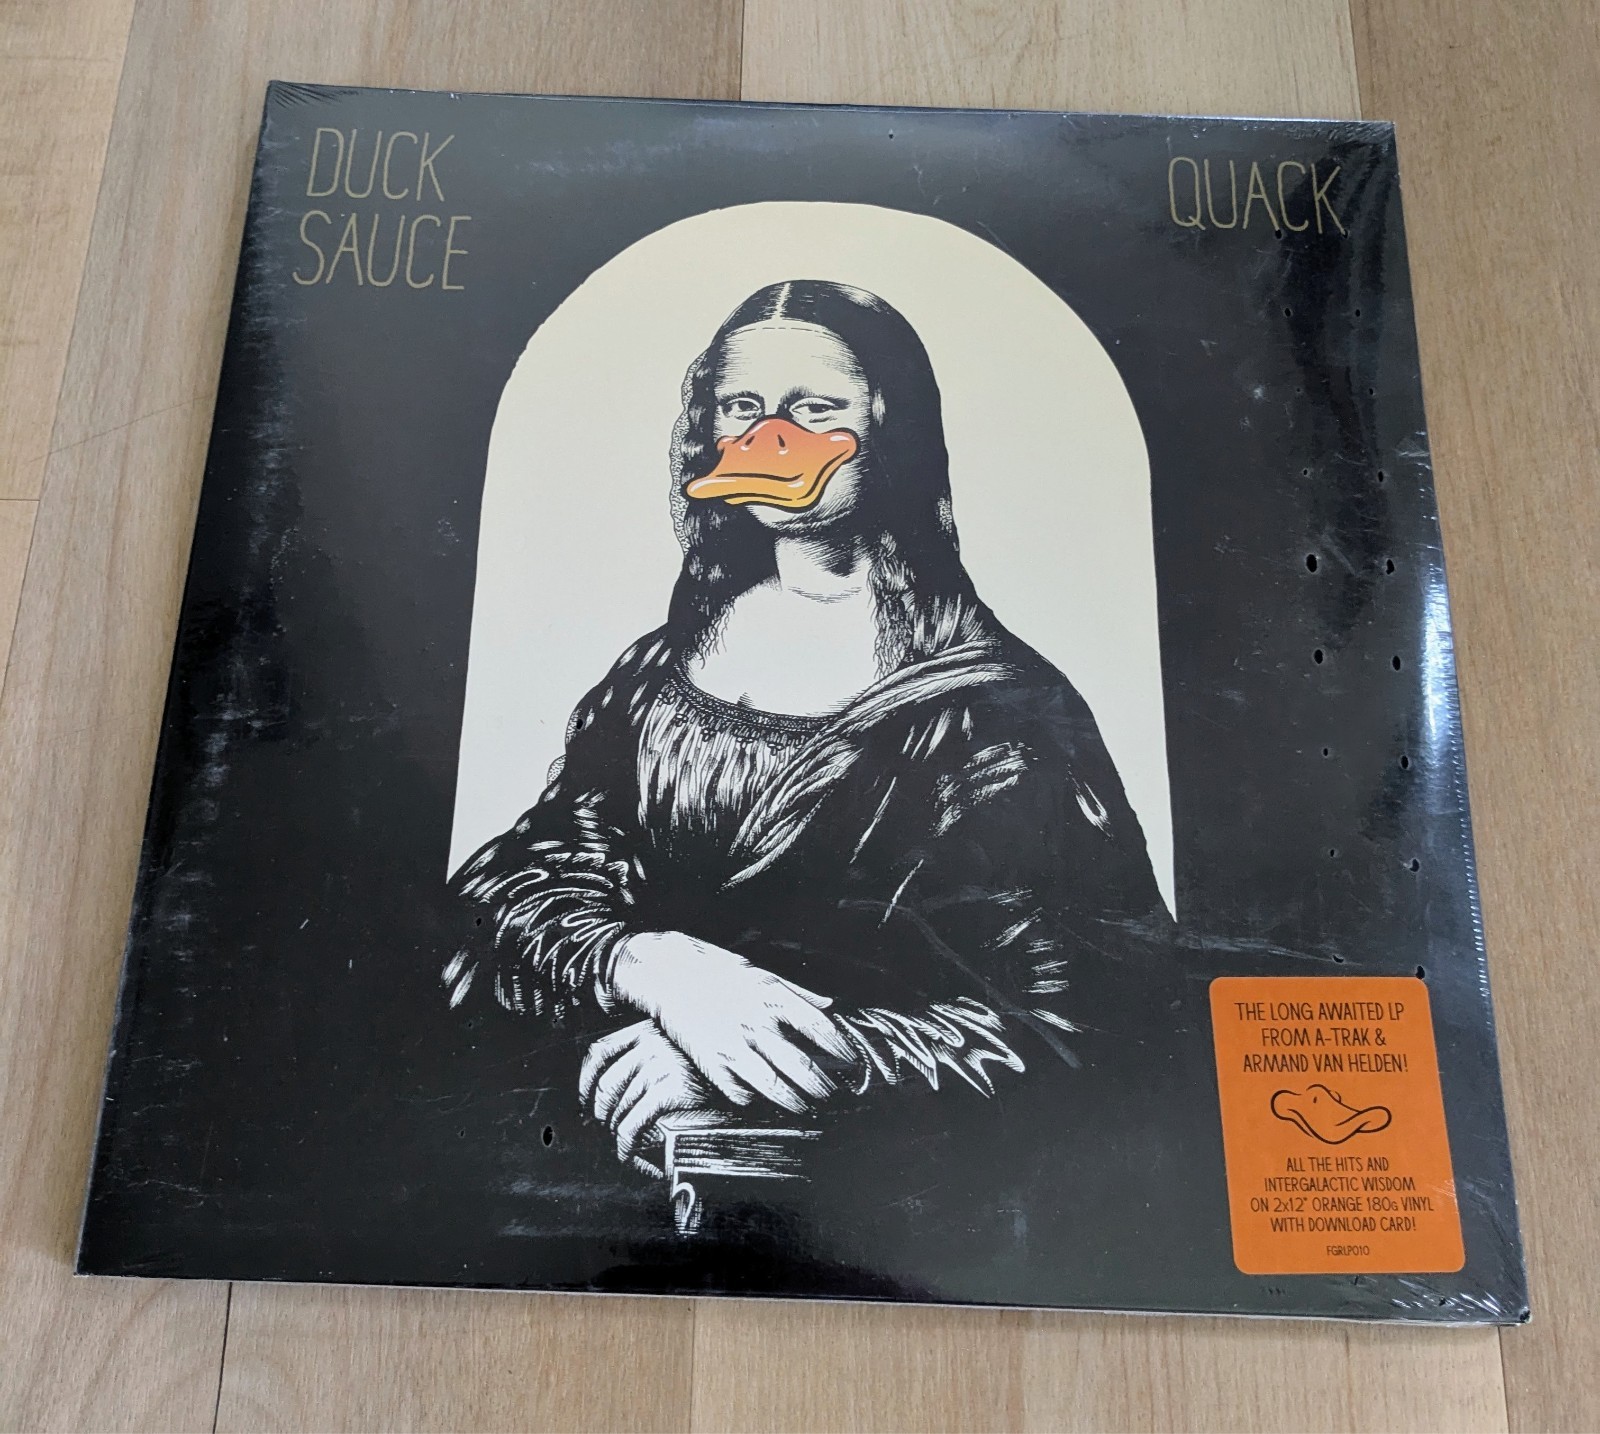 DUCK
SAUCE
QUACK
THE LONG AWAITED LP
FROM A-TRAK &
ARMAND VAN HELDEN!
ALL THE HITS AND
INTERGALACTIC WISDOM
ON 2x12" ORANGE 180G VINYL
WITH DOWNLOAD CARD!
FGRLP010